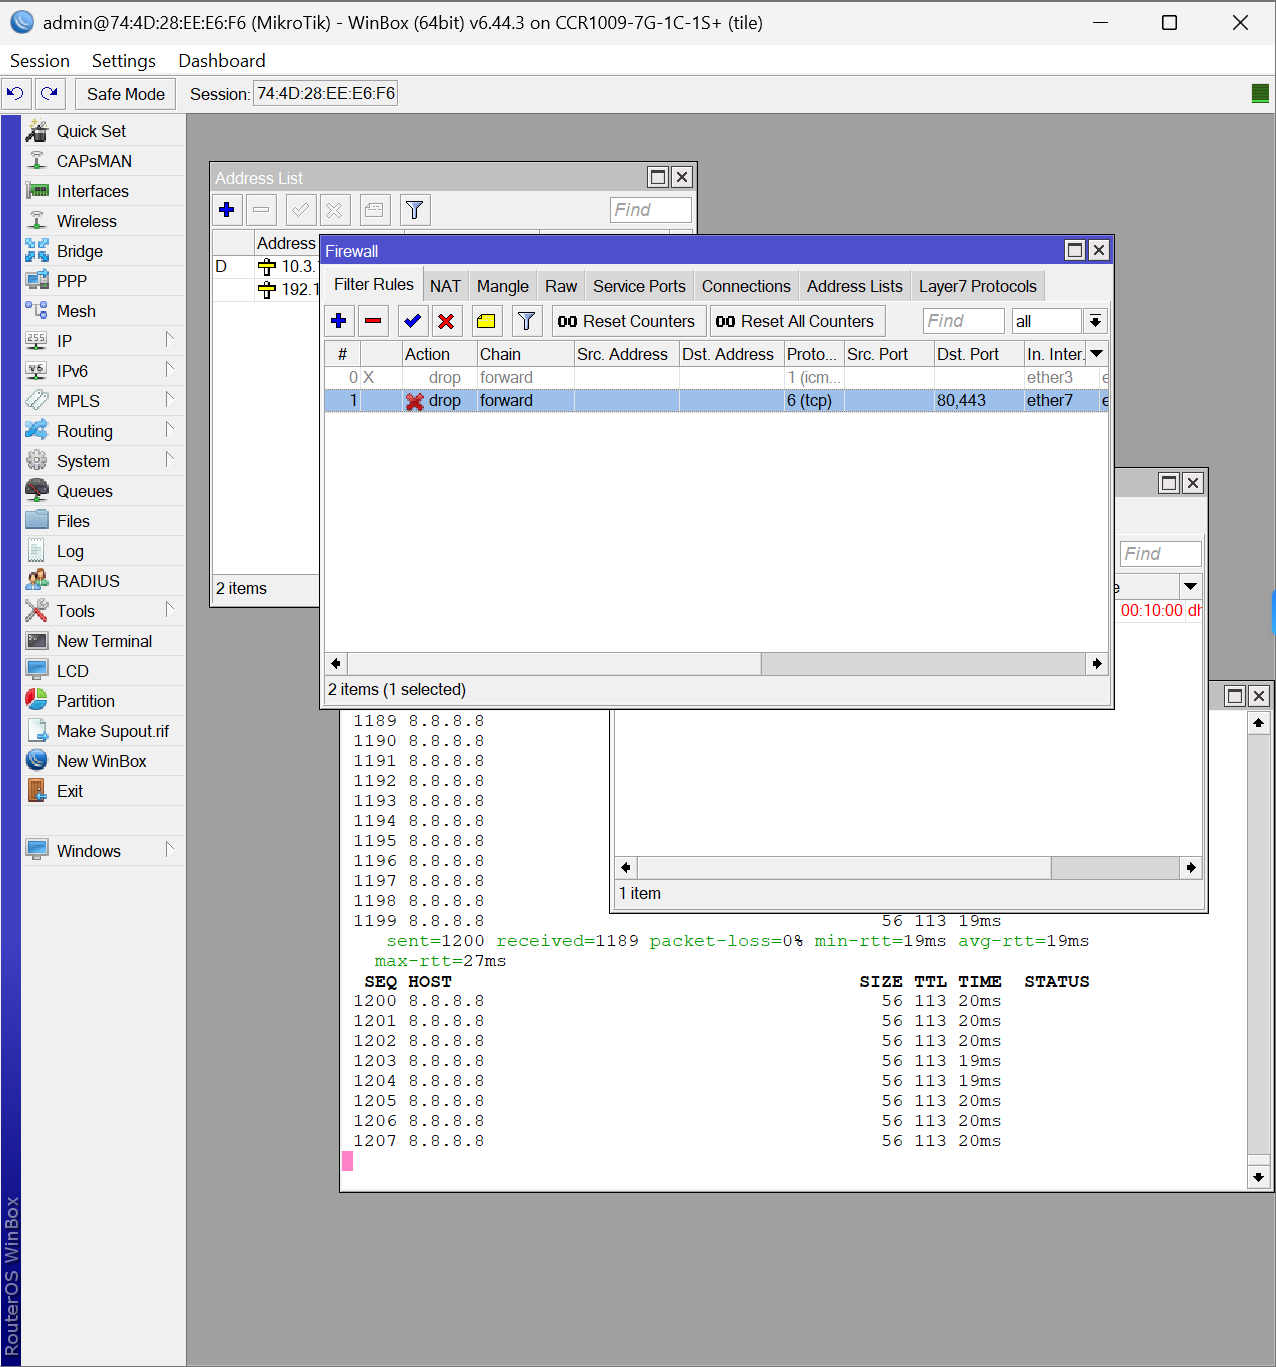 admin@74:4D:28:EE:E6:F6 (MikroTik) - WinBox (64bit) v6.44.3 on CCR1009-7G-1C-1S+ (tile)
Session Settings Dashboard
Safe Mode Session: 74:4D:28:EE:E6:F6
Quick Set
CAPsMAN
Interfaces
Wireless
Bridge
PPP
Mesh
IP
IPv6
MPLS
Routing
System
Queues
Files
Log
RADIUS
Tools
New Terminal
LCD
Partition
Make Supout.rif
New WinBox
Exit
Windows
RouterOS WinBox
Address List
Find
Address
D 10.3.
192.1
2 items
Firewall
Filter Rules NAT Mangle Raw Service Ports Connections Address Lists Layer7 Protocols
00 Reset Counters 00 Reset All Counters Find all
# Action Chain Src. Address Dst. Address Proto... Src. Port Dst. Port In. Inter.
0 X drop forward 1 (icm... ether3 e
1 drop forward 6 (tcp) 80,443 ether7 e
2 items (1 selected)
Find
e
00:10:00 dh
1 item
1189 8.8.8.8
1190 8.8.8.8
1191 8.8.8.8
1192 8.8.8.8
1193 8.8.8.8
1194 8.8.8.8
1195 8.8.8.8
1196 8.8.8.8
1197 8.8.8.8
1198 8.8.8.8
1199 8.8.8.8 56 113 19ms
sent=1200 received=1189 packet-loss=0% min-rtt=19ms avg-rtt=19ms
max-rtt=27ms
SEQ HOST SIZE TTL TIME STATUS
1200 8.8.8.8 56 113 20ms
1201 8.8.8.8 56 113 20ms
1202 8.8.8.8 56 113 20ms
1203 8.8.8.8 56 113 19ms
1204 8.8.8.8 56 113 19ms
1205 8.8.8.8 56 113 20ms
1206 8.8.8.8 56 113 20ms
1207 8.8.8.8 56 113 20ms